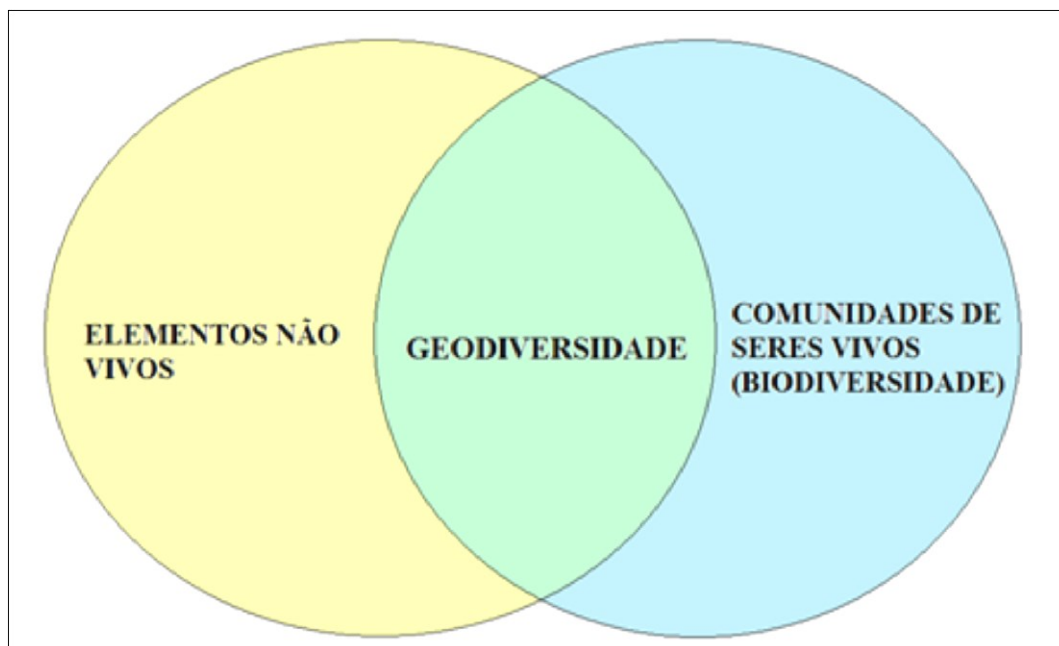 ELEMENTOS NÃO
VIVOS
GEODIVERSIDADE
COMUNIDADES DE
SERES VIVOS
(BIODIVERSIDADE)